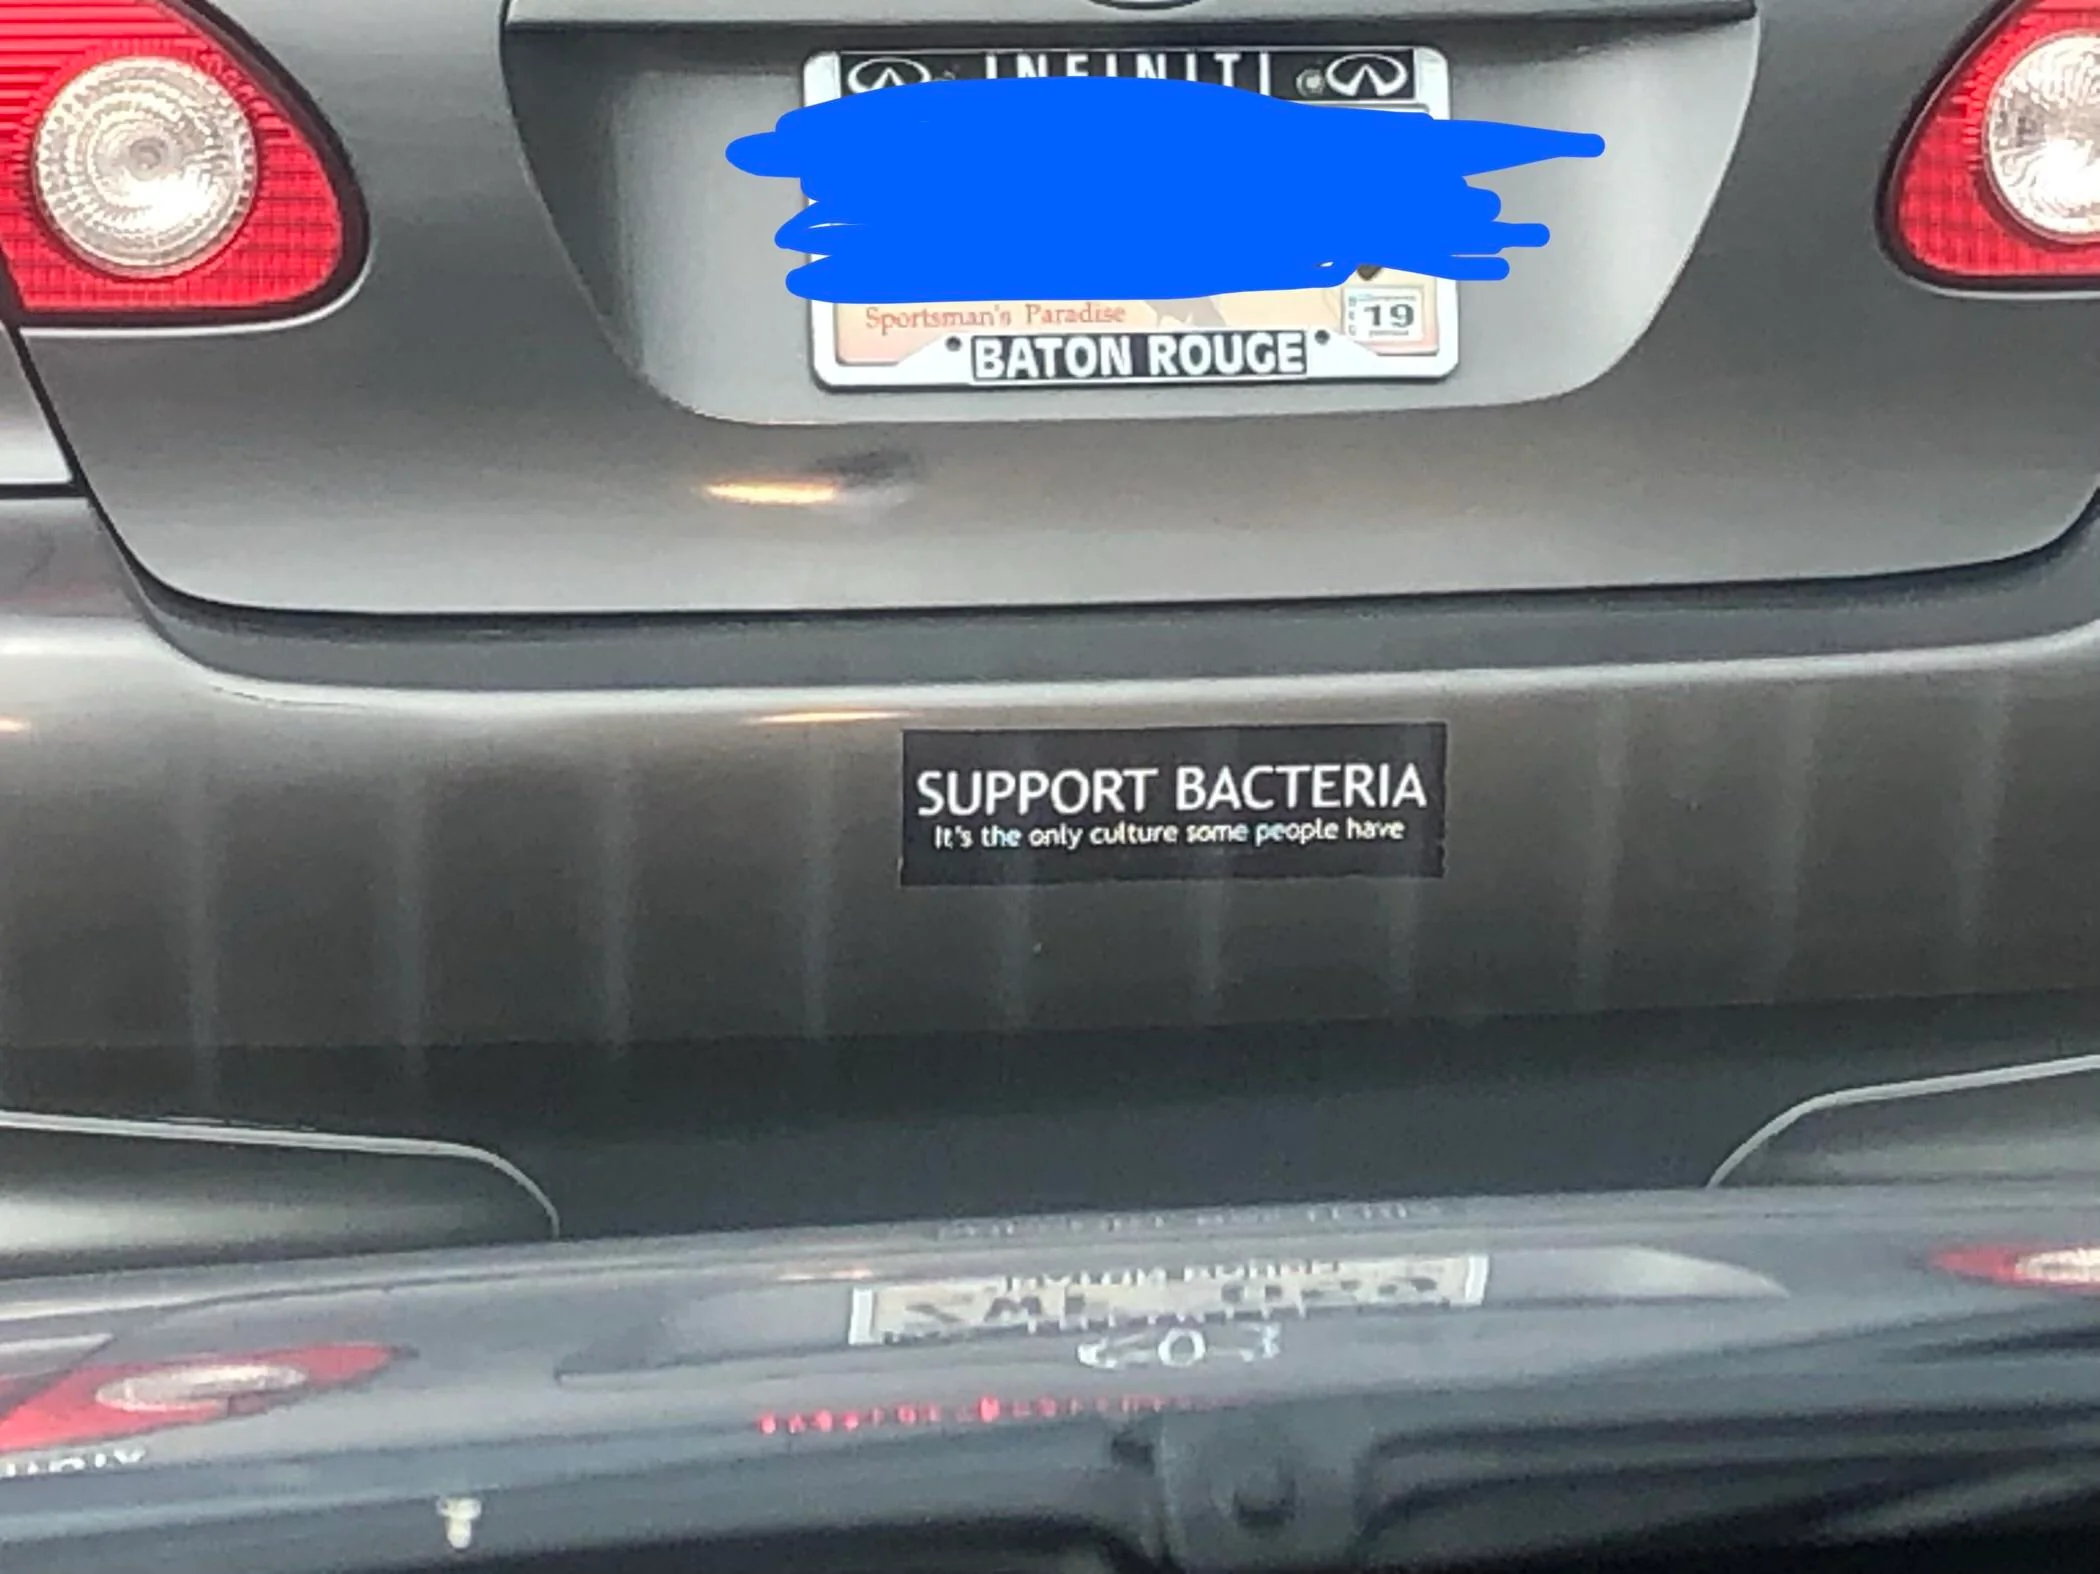 INFINITI
Sportsman's Paradise
19
BATON ROUGE
SUPPORT BACTERIA
It's the only culture some people have